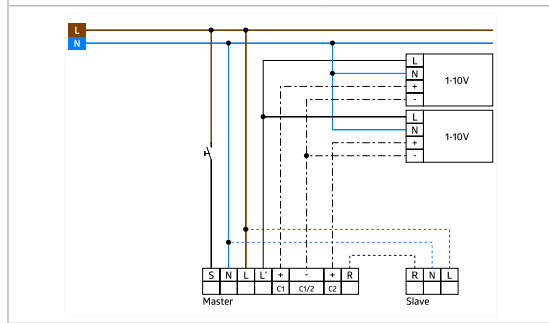 L
N
L
N
+
-
1-10V
L
N
+
-
1-10V
S N L L' + - + R
C1 C1/2 C2
Master
R N L
Slave